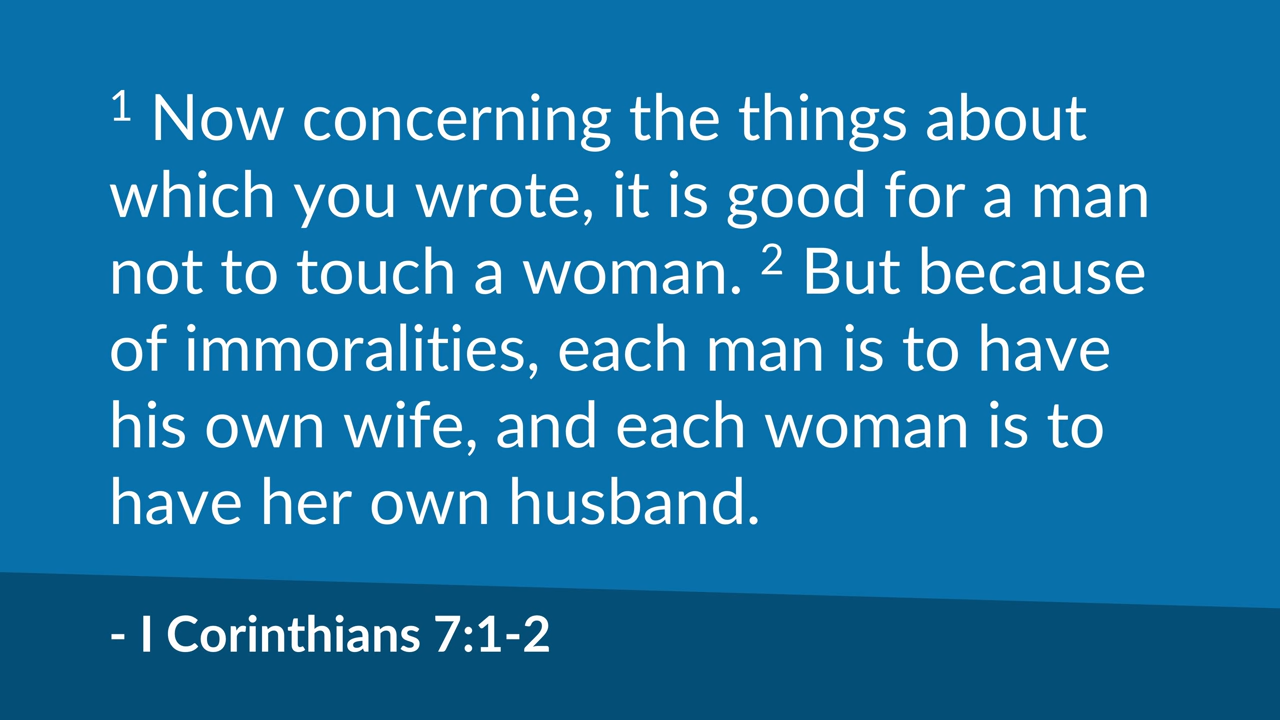 ¹ Now concerning the things about
which you wrote, it is good for a man
not to touch a woman. ² But because
of immoralities, each man is to have
his own wife, and each woman is to
have her own husband.
- I Corinthians 7:1-2